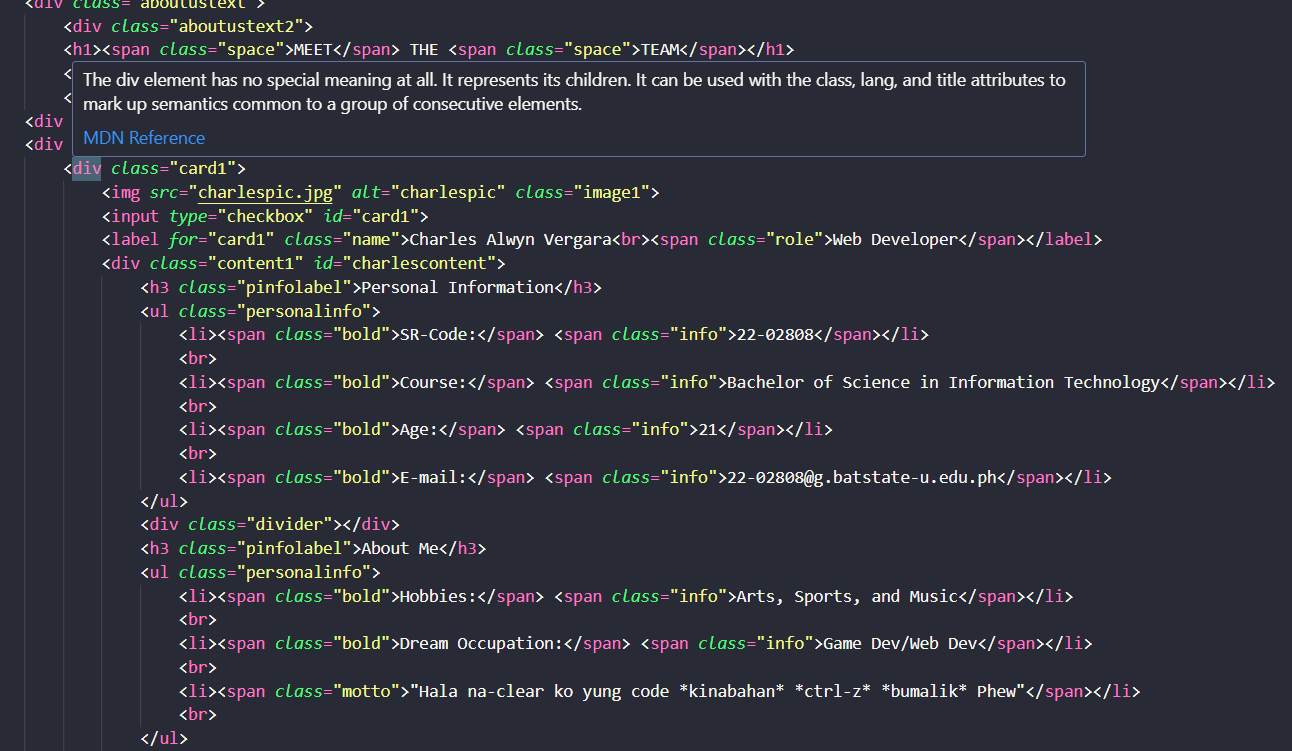 <div class="aboutustext">
<div class="aboutustext2">
<h1><span class="space">MEET</span> THE <span class="space">TEAM</span></h1>
<
The div element has no special meaning at all. It represents its children. It can be used with the class, lang, and title attributes to
mark up semantics common to a group of consecutive elements.
<
<div
MDN Reference
<div
<div class="card1">
<img src="charlespic.jpg" alt="charlespic" class="image1">
<input type="checkbox" id="card1">
<label for="card1" class="name">Charles Alwyn Vergara<br><span class="role">Web Developer</span></label>
<div class="content1" id="charlescontent">
<h3 class="pinfolabel">Personal Information</h3>
<ul class="personalinfo">
<li><span class="bold">SR-Code:</span> <span class="info">22-02808</span></li>
<br>
<li><span class="bold">Course:</span> <span class="info">Bachelor of Science in Information Technology</span></li>
<br>
<li><span class="bold">Age:</span> <span class="info">21</span></li>
<br>
<li><span class="bold">E-mail:</span> <span class="info">22-02808@g.batstate-u.edu.ph</span></li>
</ul>
<div class="divider"></div>
<h3 class="pinfolabel">About Me</h3>
<ul class="personalinfo">
<li><span class="bold">Hobbies:</span> <span class="info">Arts, Sports, and Music</span></li>
<br>
<li><span class="bold">Dream Occupation:</span> <span class="info">Game Dev/Web Dev</span></li>
<br>
<li><span class="motto">"Hala na-clear ko yung code *kinabahan* *ctrl-z* *bumalik* Phew"</span></li>
<br>
</ul>